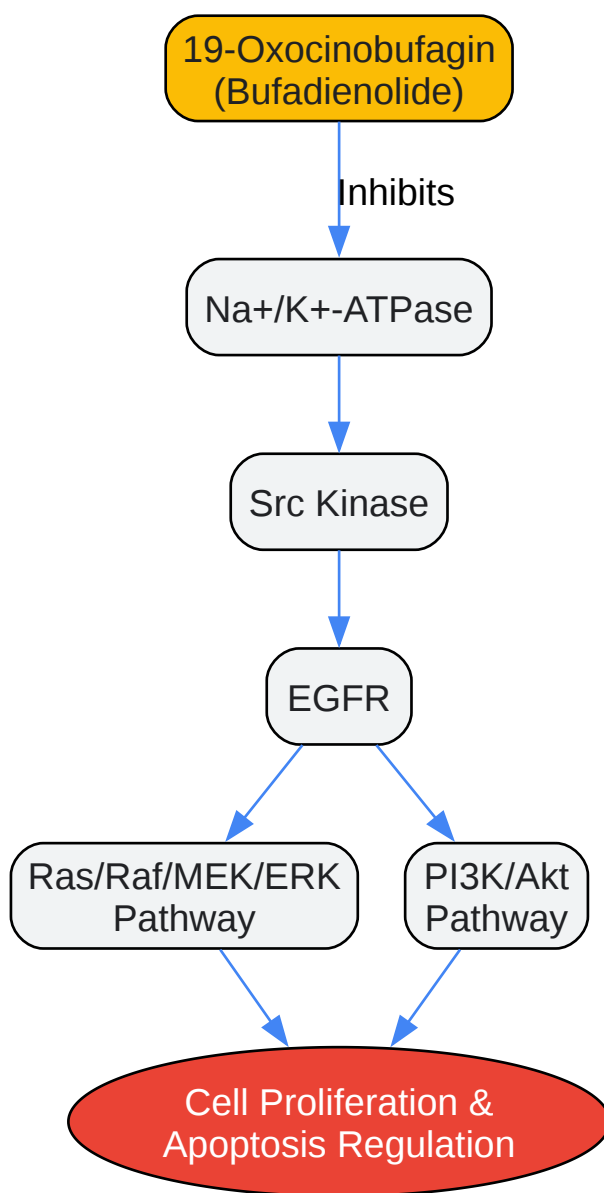 19-Oxocinobufagin
(Bufadienolide)
Inhibits
Na+/K+-ATPase
Src Kinase
EGFR
Ras/Raf/MEK/ERK
Pathway
PI3K/Akt
Pathway
Cell Proliferation &
Apoptosis Regulation